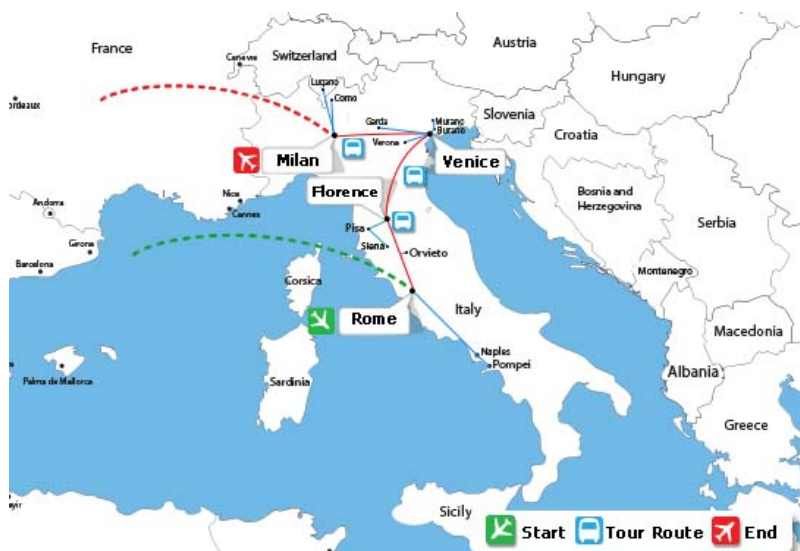 France
Switzerland
Austria
Hungary
Geneve
Lugano
Como
Slovenia
Croatia
Garda
Murano
Burano
Verona
Milan
Venice
Bosnia and
Herzegovina
Florence
Serbia
Nice
Cannes
Andorra
Girona
Barcelona
Pisa
Siena
Orvieto
Montenegro
Corsica
Rome
Italy
Macedonia
Naples
Pompei
Albania
Palma de Mallorca
Sardinia
Greece
Sicily
Start
Tour Route
End